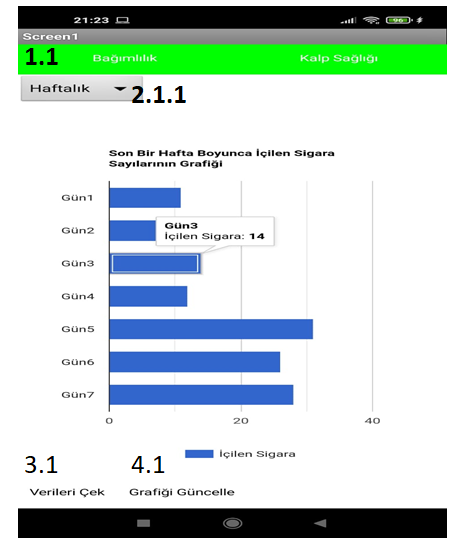 21:23
96
Screen1
1.1 Bağımlılık Kalp Sağlığı
Haftalık 2.1.1
Son Bir Hafta Boyunca İçilen Sigara
Sayılarının Grafiği
Gün1
Gün2
Gün3
İçilen Sigara: 14
Gün3
Gün4
Gün5
Gün6
Gün7
0 20 40
İçilen Sigara
3.1 4.1
Verileri Çek Grafiği Güncelle